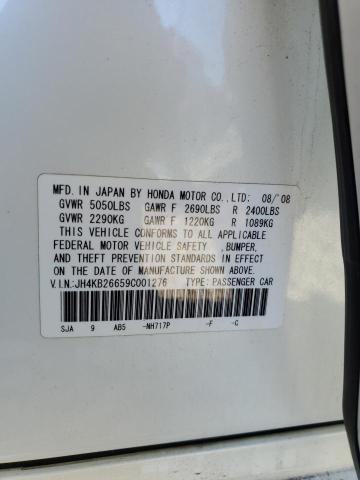 MFD. IN JAPAN BY HONDA MOTOR CO.,LTD: 08/'08
GVWR 5050LBS GAWR F 2690LBS R 2400LBS
GVWR 2290KG GAWR F 1220KG R 1089KG
THIS VEHICLE CONFORMS TO ALL APPLICABLE
FEDERAL MOTOR VEHICLE SAFETY ,BUMPER,
AND THEFT PREVENTION STANDARDS IN EFFECT
ON THE DATE OF MANUFACTURE SHOWN ABOVE.
V.I.N.:JH4KB26659C001276 TYPE: PASSENGER CAR
SJA 9 AB5 -NH717P -F -G